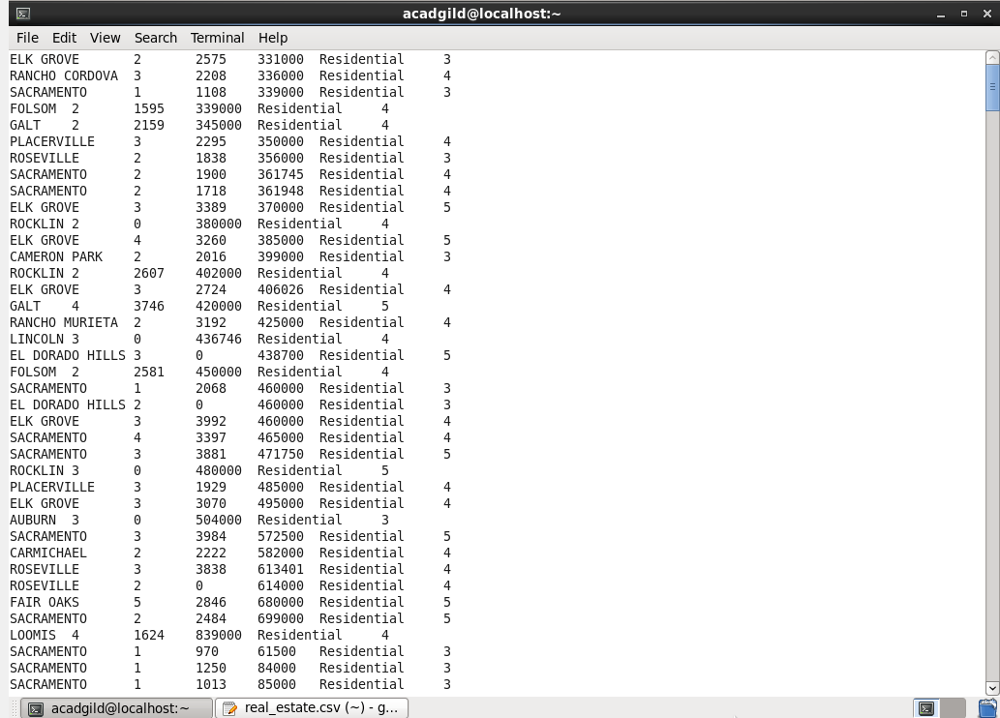 acadgild@localhost:~
File Edit View Search Terminal Help
ELK GROVE 2 2575 331000 Residential 3
RANCHO CORDOVA 3 2208 336000 Residential 4
SACRAMENTO 1 1108 339000 Residential 3
FOLSOM 2 1595 339000 Residential 4
GALT 2 2159 345000 Residential 4
PLACERVILLE 3 2295 350000 Residential 4
ROSEVILLE 2 1838 356000 Residential 3
SACRAMENTO 2 1900 361745 Residential 4
SACRAMENTO 2 1718 361948 Residential 4
ELK GROVE 3 3389 370000 Residential 5
ROCKLIN 2 0 380000 Residential 4
ELK GROVE 4 3260 385000 Residential 5
CAMERON PARK 2 2016 399000 Residential 3
ROCKLIN 2 2607 402000 Residential 4
ELK GROVE 3 2724 406026 Residential 4
GALT 4 3746 420000 Residential 5
RANCHO MURIETA 2 3192 425000 Residential 4
LINCOLN 3 0 436746 Residential 4
EL DORADO HILLS 3 0 438700 Residential 5
FOLSOM 2 2581 450000 Residential 4
SACRAMENTO 1 2068 460000 Residential 3
EL DORADO HILLS 2 0 460000 Residential 3
ELK GROVE 3 3992 460000 Residential 4
SACRAMENTO 4 3397 465000 Residential 4
SACRAMENTO 3 3881 471750 Residential 5
ROCKLIN 3 0 480000 Residential 5
PLACERVILLE 3 1929 485000 Residential 4
ELK GROVE 3 3070 495000 Residential 4
AUBURN 3 0 504000 Residential 3
SACRAMENTO 3 3984 572500 Residential 5
CARMICHAEL 2 2222 582000 Residential 4
ROSEVILLE 3 3838 613401 Residential 4
ROSEVILLE 2 0 614000 Residential 4
FAIR OAKS 5 2846 680000 Residential 5
SACRAMENTO 2 2484 699000 Residential 5
LOOMIS 4 1624 839000 Residential 4
SACRAMENTO 1 970 61500 Residential 3
SACRAMENTO 1 1250 84000 Residential 3
SACRAMENTO 1 1013 85000 Residential 3
acadgild@localhost:~ real_estate.csv (~) - g...